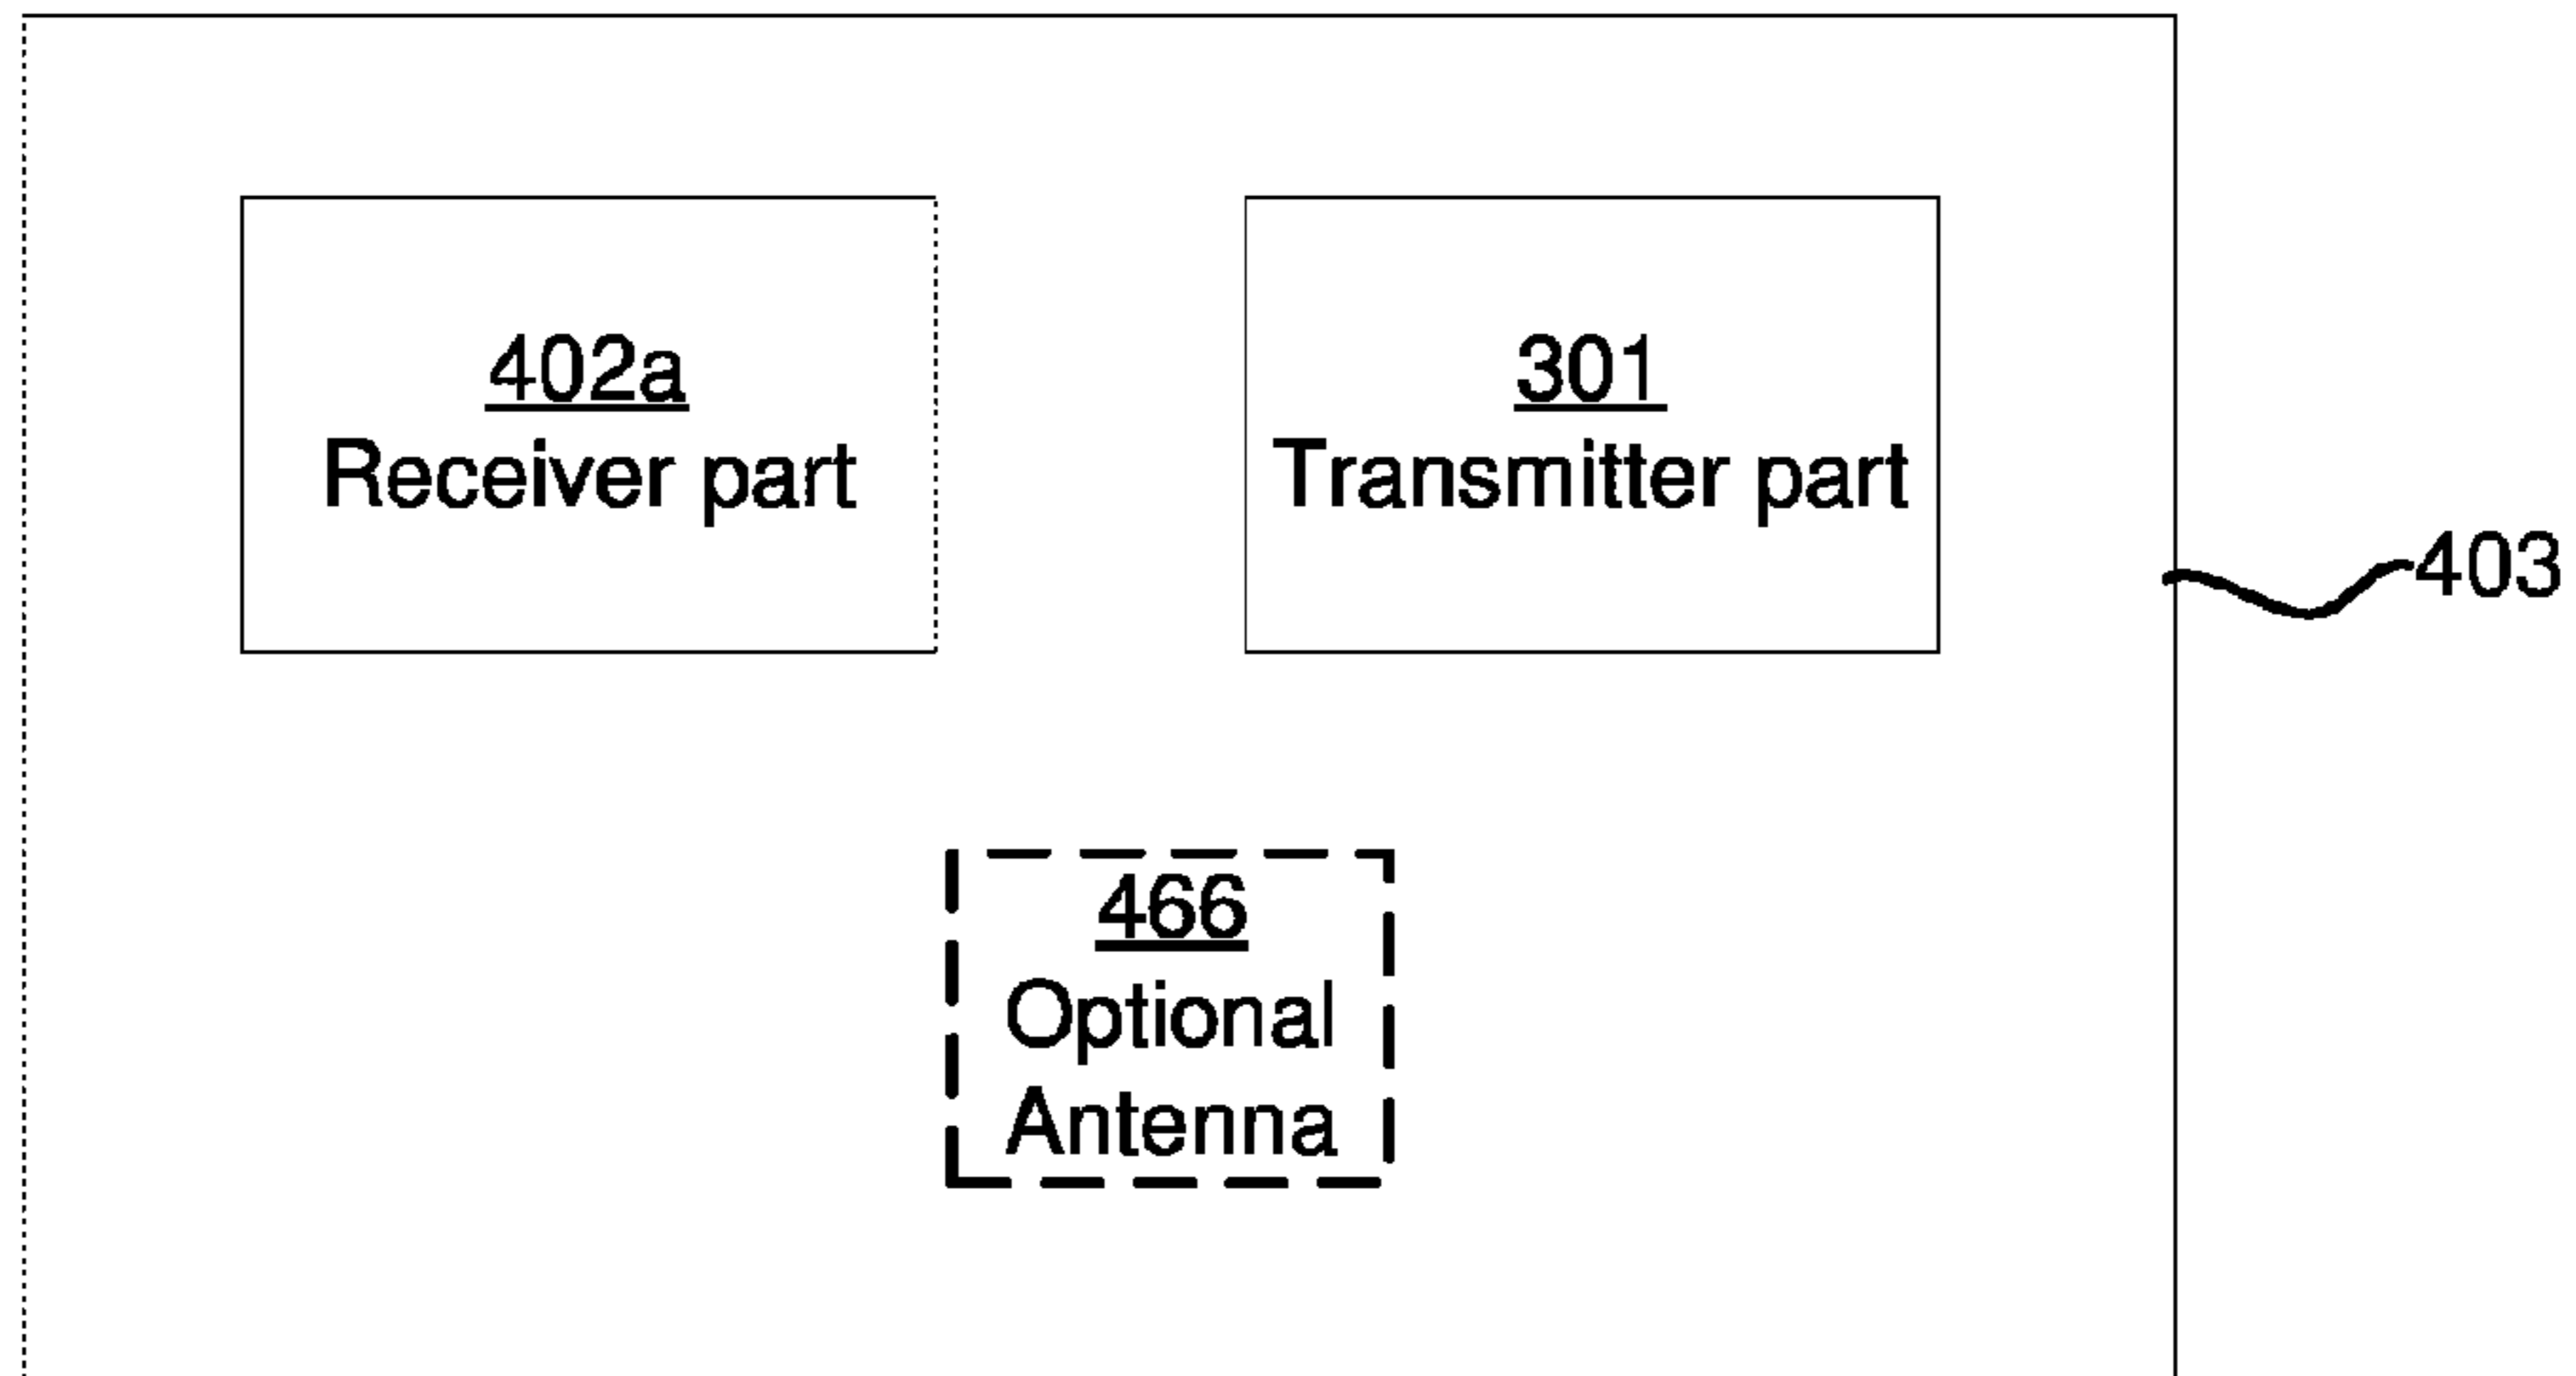 402a
Receiver part
301
Transmitter part
403
466
Optional
Antenna